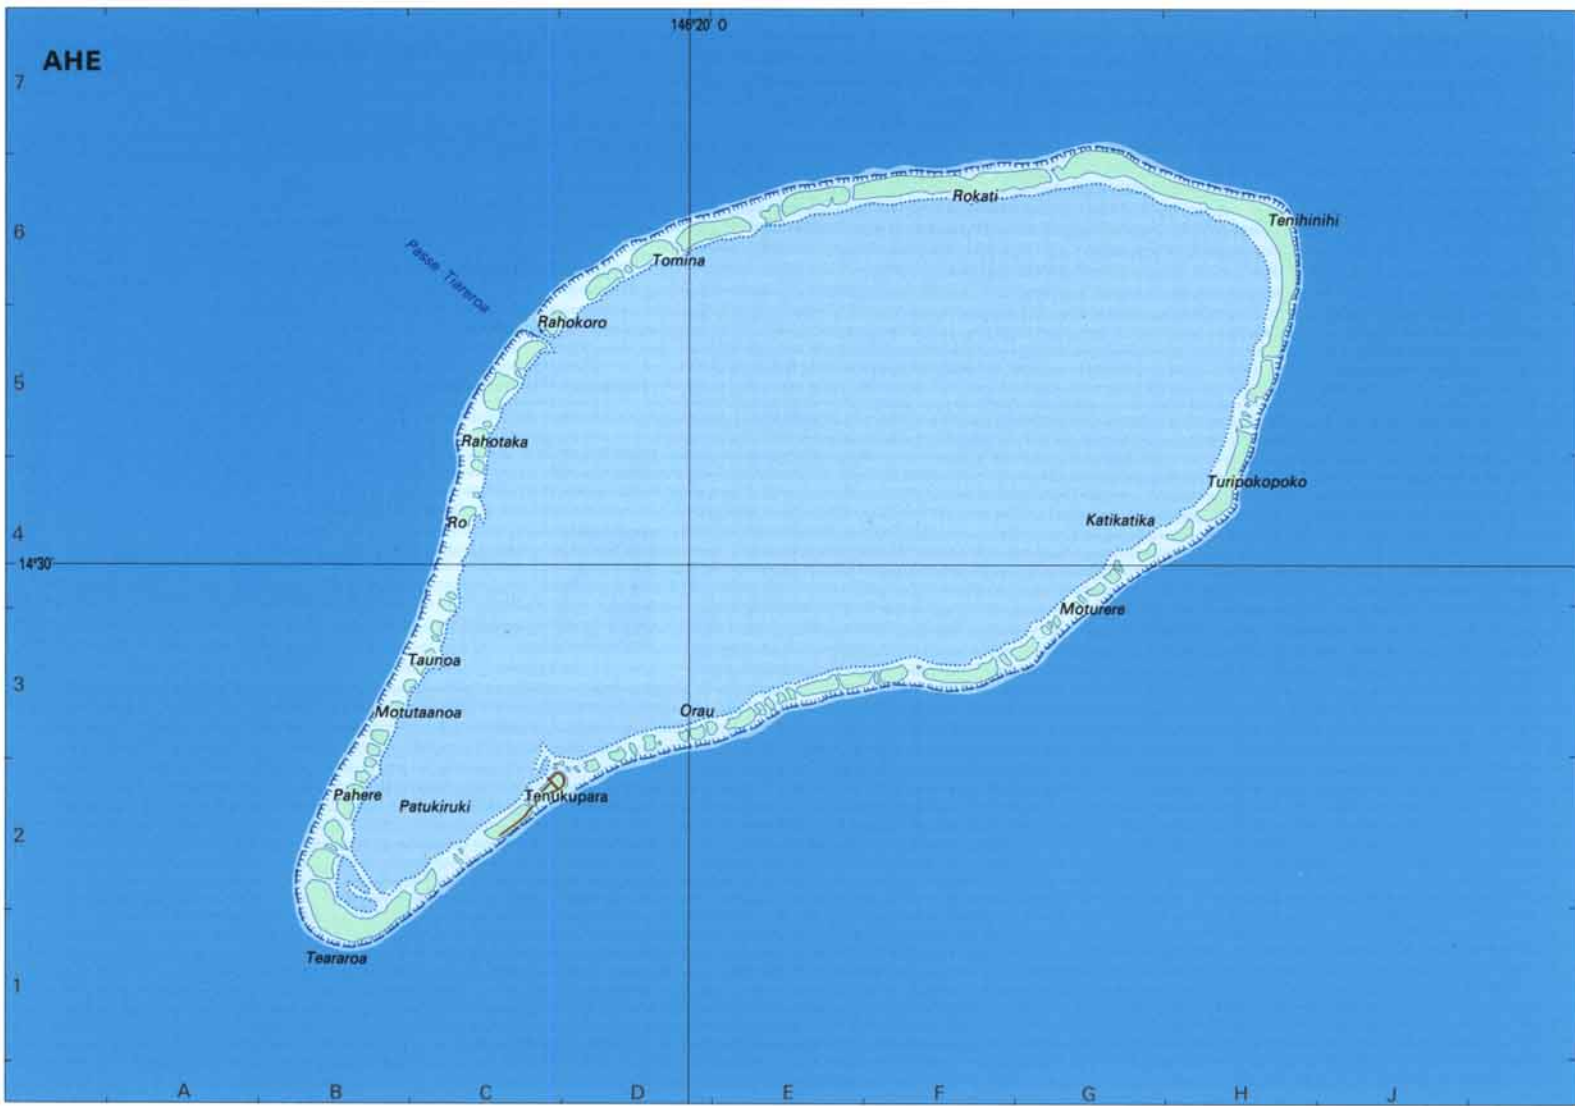 146°20' O
AHE
7
Rokati
Tenihinihi
6
Passe Tiareroa
Tomina
Rahokoro
5
Rahotaka
Turipokopoko
Ro
Katikatika
4
14°30'
Moturere
Taunoa
3
Motutaanoa
Orau
Pahere
Patukiruki
Tenukupara
2
Teararoa
1
A B C D E F G H J